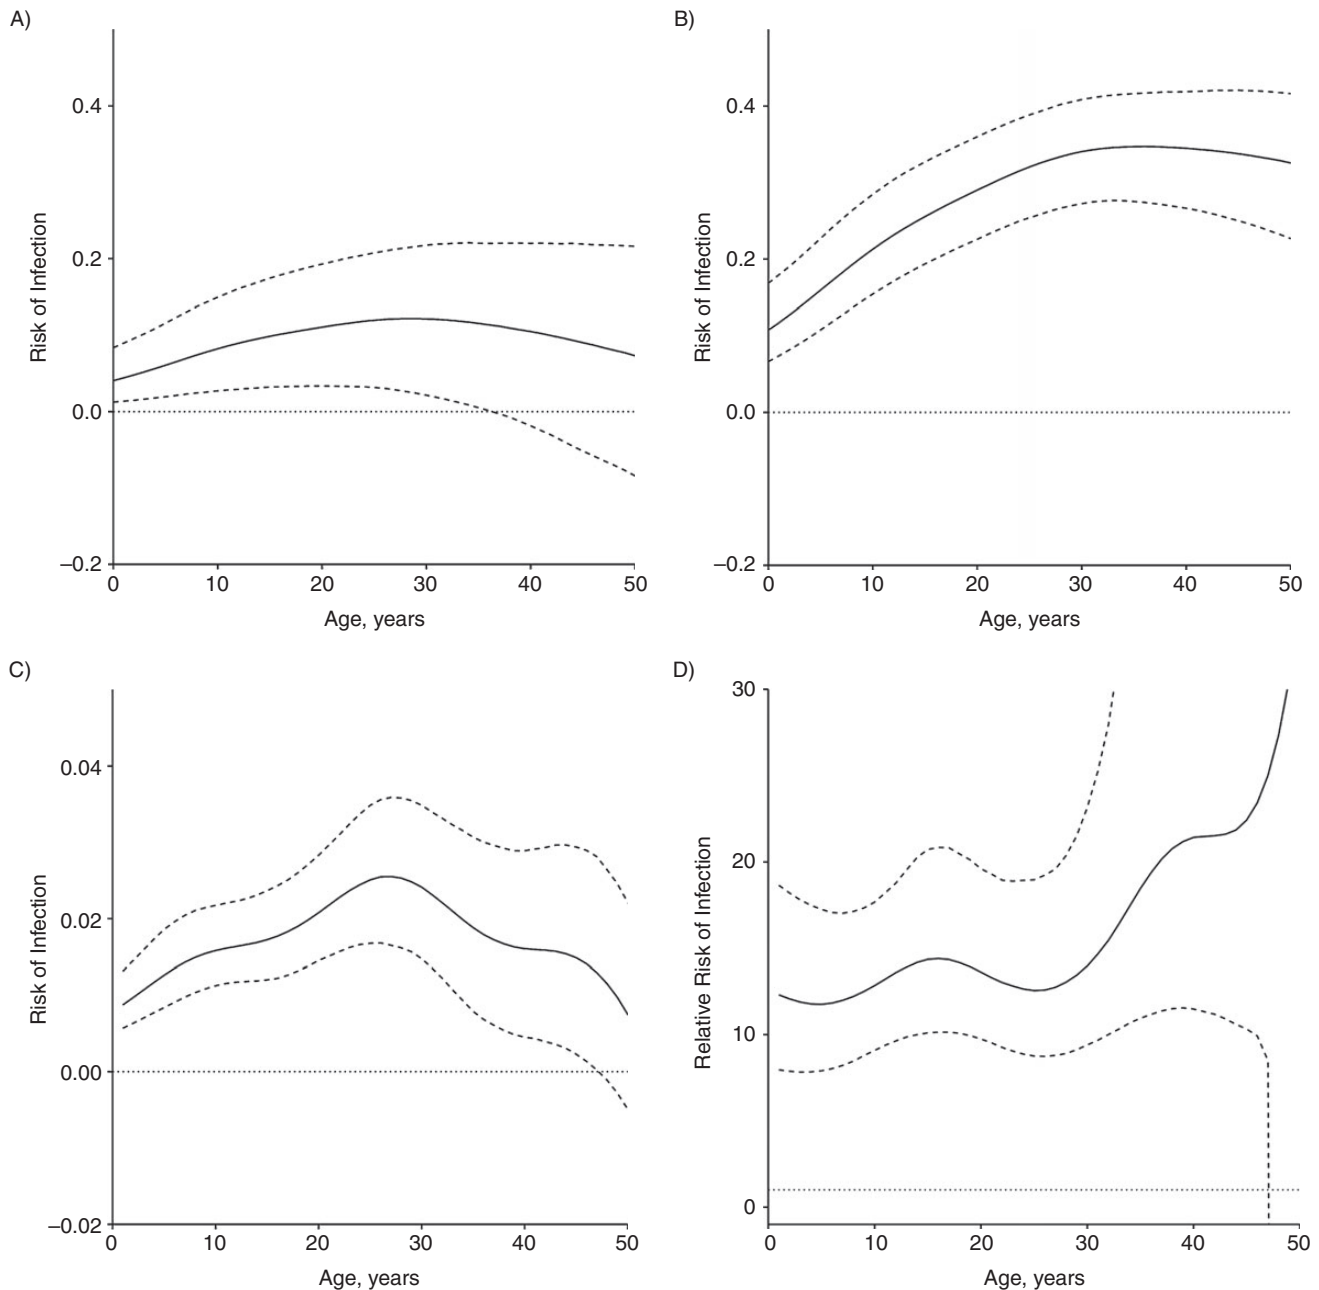 A)
0.4
0.2
0.0
–0.2
Risk of Infection
0 10 20 30 40 50
Age, years
B)
0.4
0.2
0.0
–0.2
Risk of Infection
0 10 20 30 40 50
Age, years
C)
0.04
0.02
0.00
–0.02
Risk of Infection
0 10 20 30 40 50
Age, years
D)
30
20
10
0
Relative Risk of Infection
0 10 20 30 40 50
Age, years